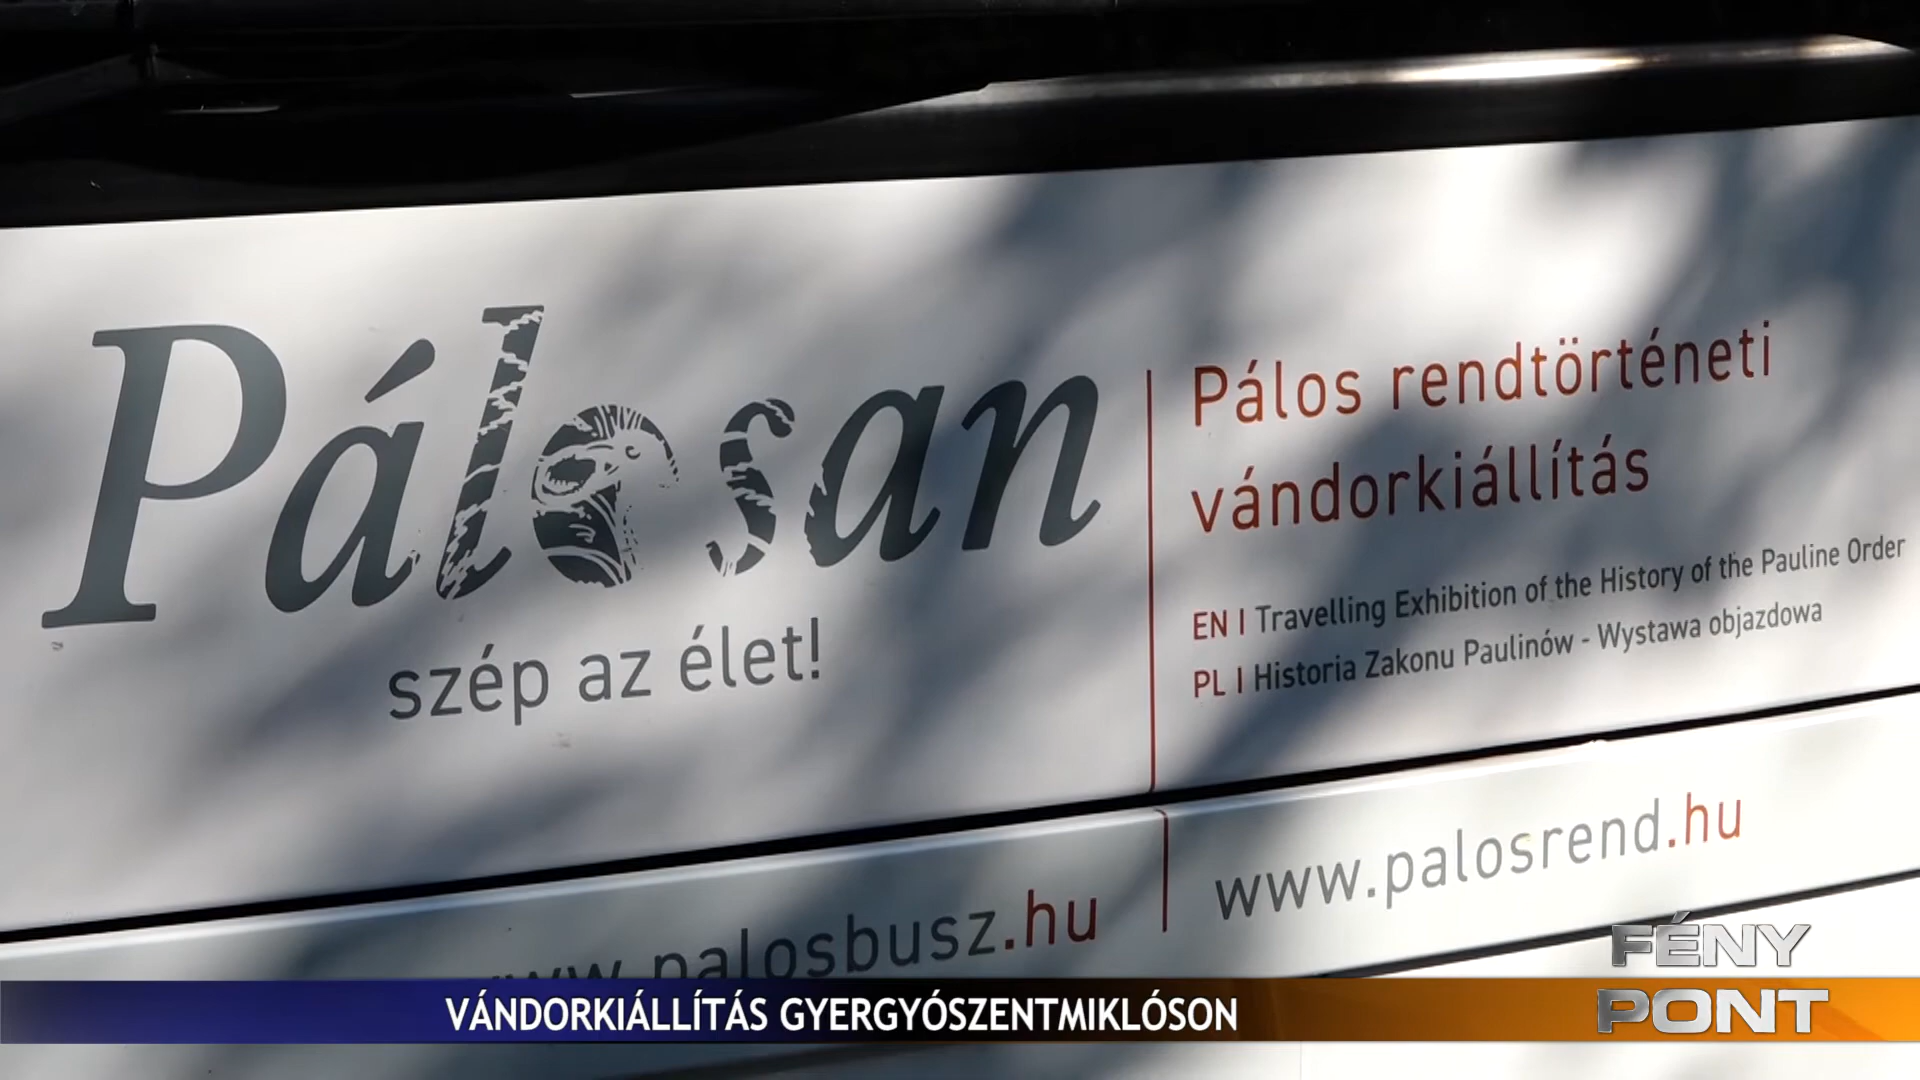 Pálosan
szép az élet!
Pálos rendtörténeti
vándorkiállítás
EN I Travelling Exhibition of the History of the Pauline Order
PL I Historia Zakonu Paulinów - Wystawa objazdowa
www.palosbusz.hu
www.palosrend.hu
VÁNDORKIÁLLÍTÁS GYERGYÓSZENTMIKLÓSON
FÉNY
PONT